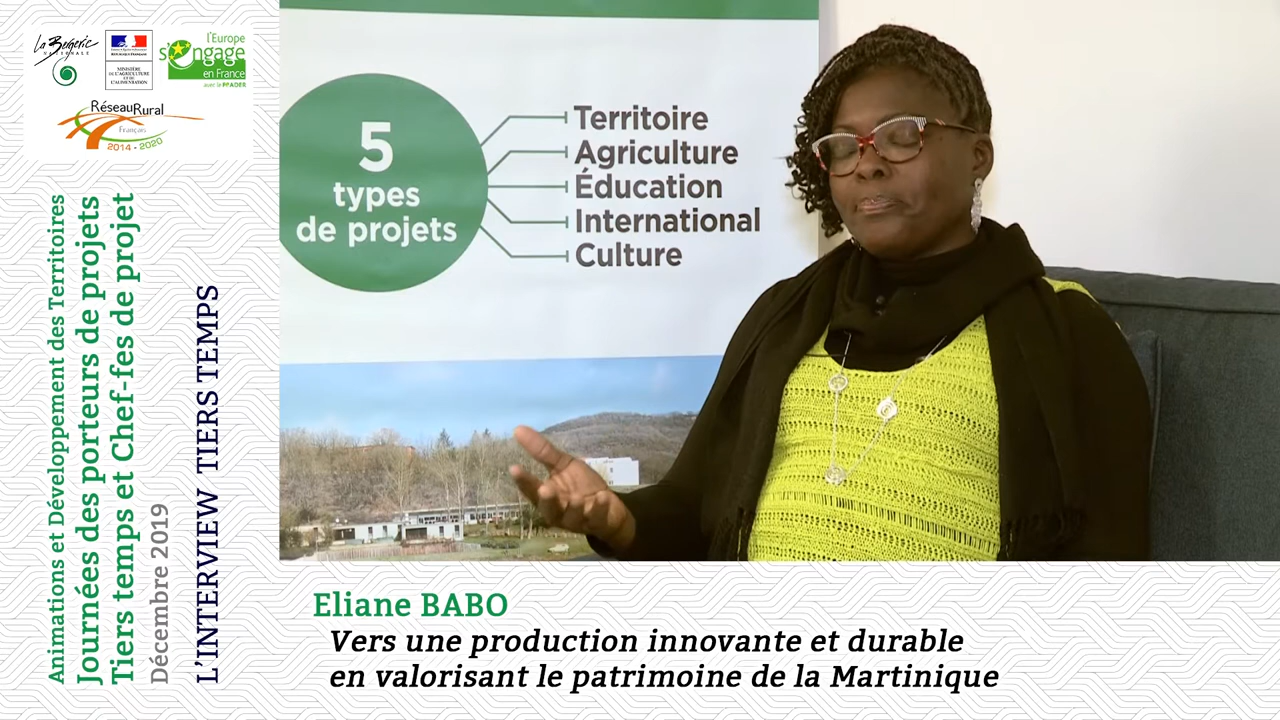 La Bergerie
NATIONALE
RÉPUBLIQUE FRANÇAISE
MINISTÈRE
DE L'AGRICULTURE
ET DE
L'ALIMENTATION
l'Europe
s'engage
en France
avec le FEADER
RéseauRural
Français
2014 - 2020
Animations et Développement des Territoires
Journées des porteurs de projets
Tiers temps et Chef-fes de projet
Décembre 2019
L'INTERVIEW TIERS TEMPS
5
types
de projets
Territoire
Agriculture
Éducation
International
Culture
Eliane BABO
Vers une production innovante et durable
en valorisant le patrimoine de la Martinique